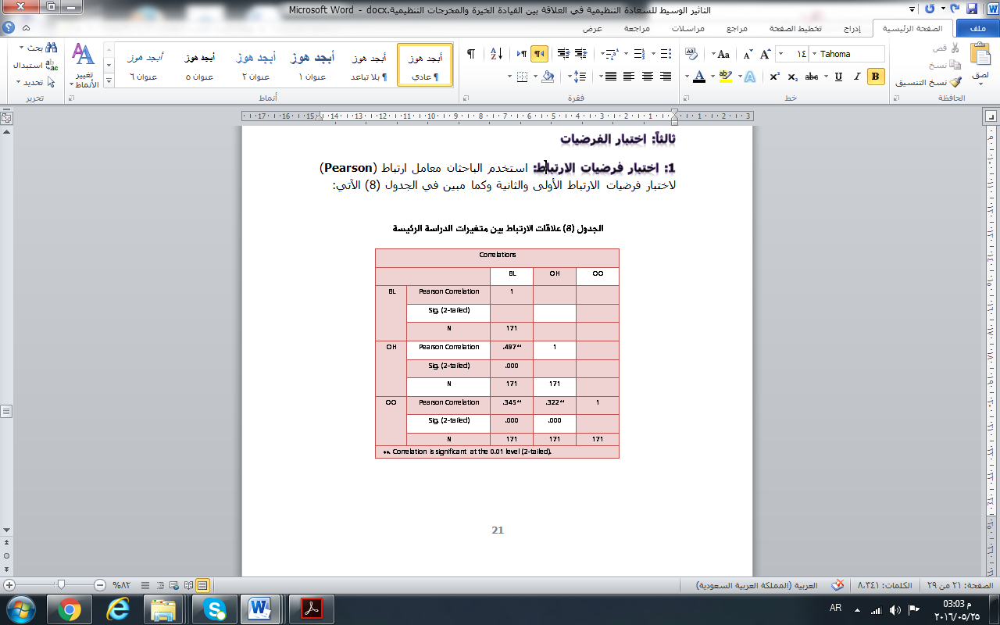 التاثير الوسيط للسعادة التنظيمية في العلاقة بين القيادة الخيرة والمخرجات التنظيمية.docx - Microsoft Word
ملف الصفحة الرئيسية إدراج تخطيط الصفحة مراجع مراسلات مراجعة عرض
لصق
قص
نسخ
نسخ التنسيق
الحافظة
Tahoma ١٤
خط
فقرة
أبجد هوز أبجد هوز أبجد هوز أبجد هوز أبجد هوز أبجد هوز
¶ عادي ¶ بلا تباعد عنوان ١ عنوان ٢ عنوان ٥ عنوان ٦
تغيير الأنماط
أنماط
بحث
استبدال
تحديد
تحرير
ثالثاً: اختبار الفرضيات
1: اختبار فرضيات الارتباط: استخدم الباحثان معامل ارتباط (Pearson)
لاختبار فرضيات الارتباط الأولى والثانية وكما مبين في الجدول (8) الآتي:
الجدول (8) علاقات الارتباط بين متغيرات الدراسة الرئيسة
Correlations
BL OH OO
BL Pearson Correlation 1
Sig. (2-tailed)
N 171
OH Pearson Correlation .497** 1
Sig. (2-tailed) .000
N 171 171
OO Pearson Correlation .345** .322** 1
Sig. (2-tailed) .000 .000
N 171 171 171
**. Correlation is significant at the 0.01 level (2-tailed).
21
الصفحة: ٢١ من ٢٩ الكلمات: ٨،٣٤١ العربية (المملكة العربية السعودية) ٨٢%
AR
03:03 م
٢٠١٦/٠٥/٢٥